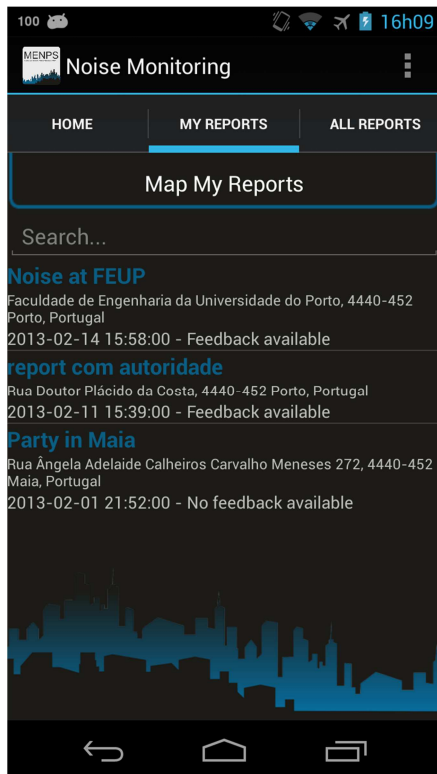 100
16h09
MENPS
Noise Monitoring
HOME
MY REPORTS
ALL REPORTS
Map My Reports
Search...
Noise at FEUP
Faculdade de Engenharia da Universidade do Porto, 4440-452
Porto, Portugal
2013-02-14 15:58:00 - Feedback available
report com autoridade
Rua Doutor Plácido da Costa, 4440-452 Porto, Portugal
2013-02-11 15:39:00 - Feedback available
Party in Maia
Rua Ângela Adelaide Calheiros Carvalho Meneses 272, 4440-452
Maia, Portugal
2013-02-01 21:52:00 - No feedback available